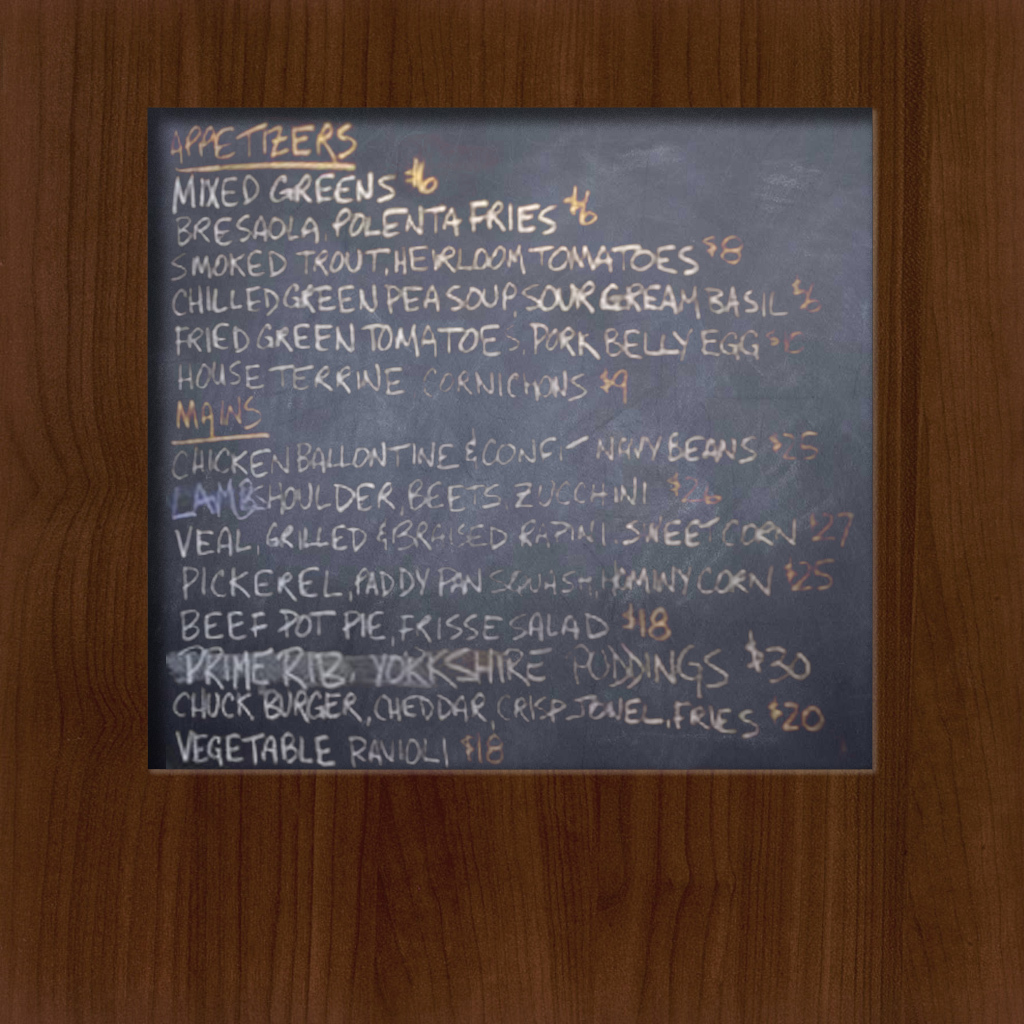 APPETIZERS
MIXED GREENS $6
BRESAOLA, POLENTA FRIES $6
SMOKED TROUT, HEIRLOOM TOMATOES $8
CHILLED GREEN PEA SOUP, SOUR CREAM BASIL $6
FRIED GREEN TOMATOES, PORK BELLY EGG
HOUSE TERRINE CORNICHONS $9
MAINS
CHICKEN BALLONTINE & NAVY BEANS $25
LAMB SHOULDER, BEETS, ZUCCHINI $26
VEAL, GRILLED & BRAISED RAPINI, SWEET CORN $27
PICKEREL, PADDY PAN SQUASH, HOMINY CORN $25
BEEF POT PIE, FRISSE SALAD $18
PRIME RIB, YORKSHIRE PUDDINGS $30
CHUCK BURGER, CHEDDAR, CRISP FRIES $20
VEGETABLE RAVIOLI $18